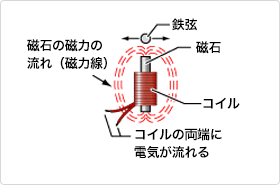 鉄弦
磁石
磁石の磁力の
流れ（磁力線）
コイル
コイルの両端に
電気が流れる